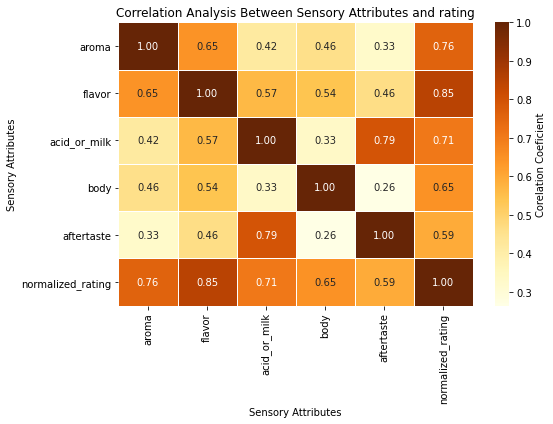 Correlation Analysis Between Sensory Attributes and rating
Sensory Attributes
aroma 1.00 0.65 0.42 0.46 0.33 0.76
flavor 0.65 1.00 0.57 0.54 0.46 0.85
acid_or_milk 0.42 0.57 1.00 0.33 0.79 0.71
body 0.46 0.54 0.33 1.00 0.26 0.65
aftertaste 0.33 0.46 0.79 0.26 1.00 0.59
normalized_rating 0.76 0.85 0.71 0.65 0.59 1.00
aroma flavor acid_or_milk body aftertaste normalized_rating
Sensory Attributes
1.0
0.9
0.8
0.7
0.6
0.5
0.4
0.3
Corelation Coeficient